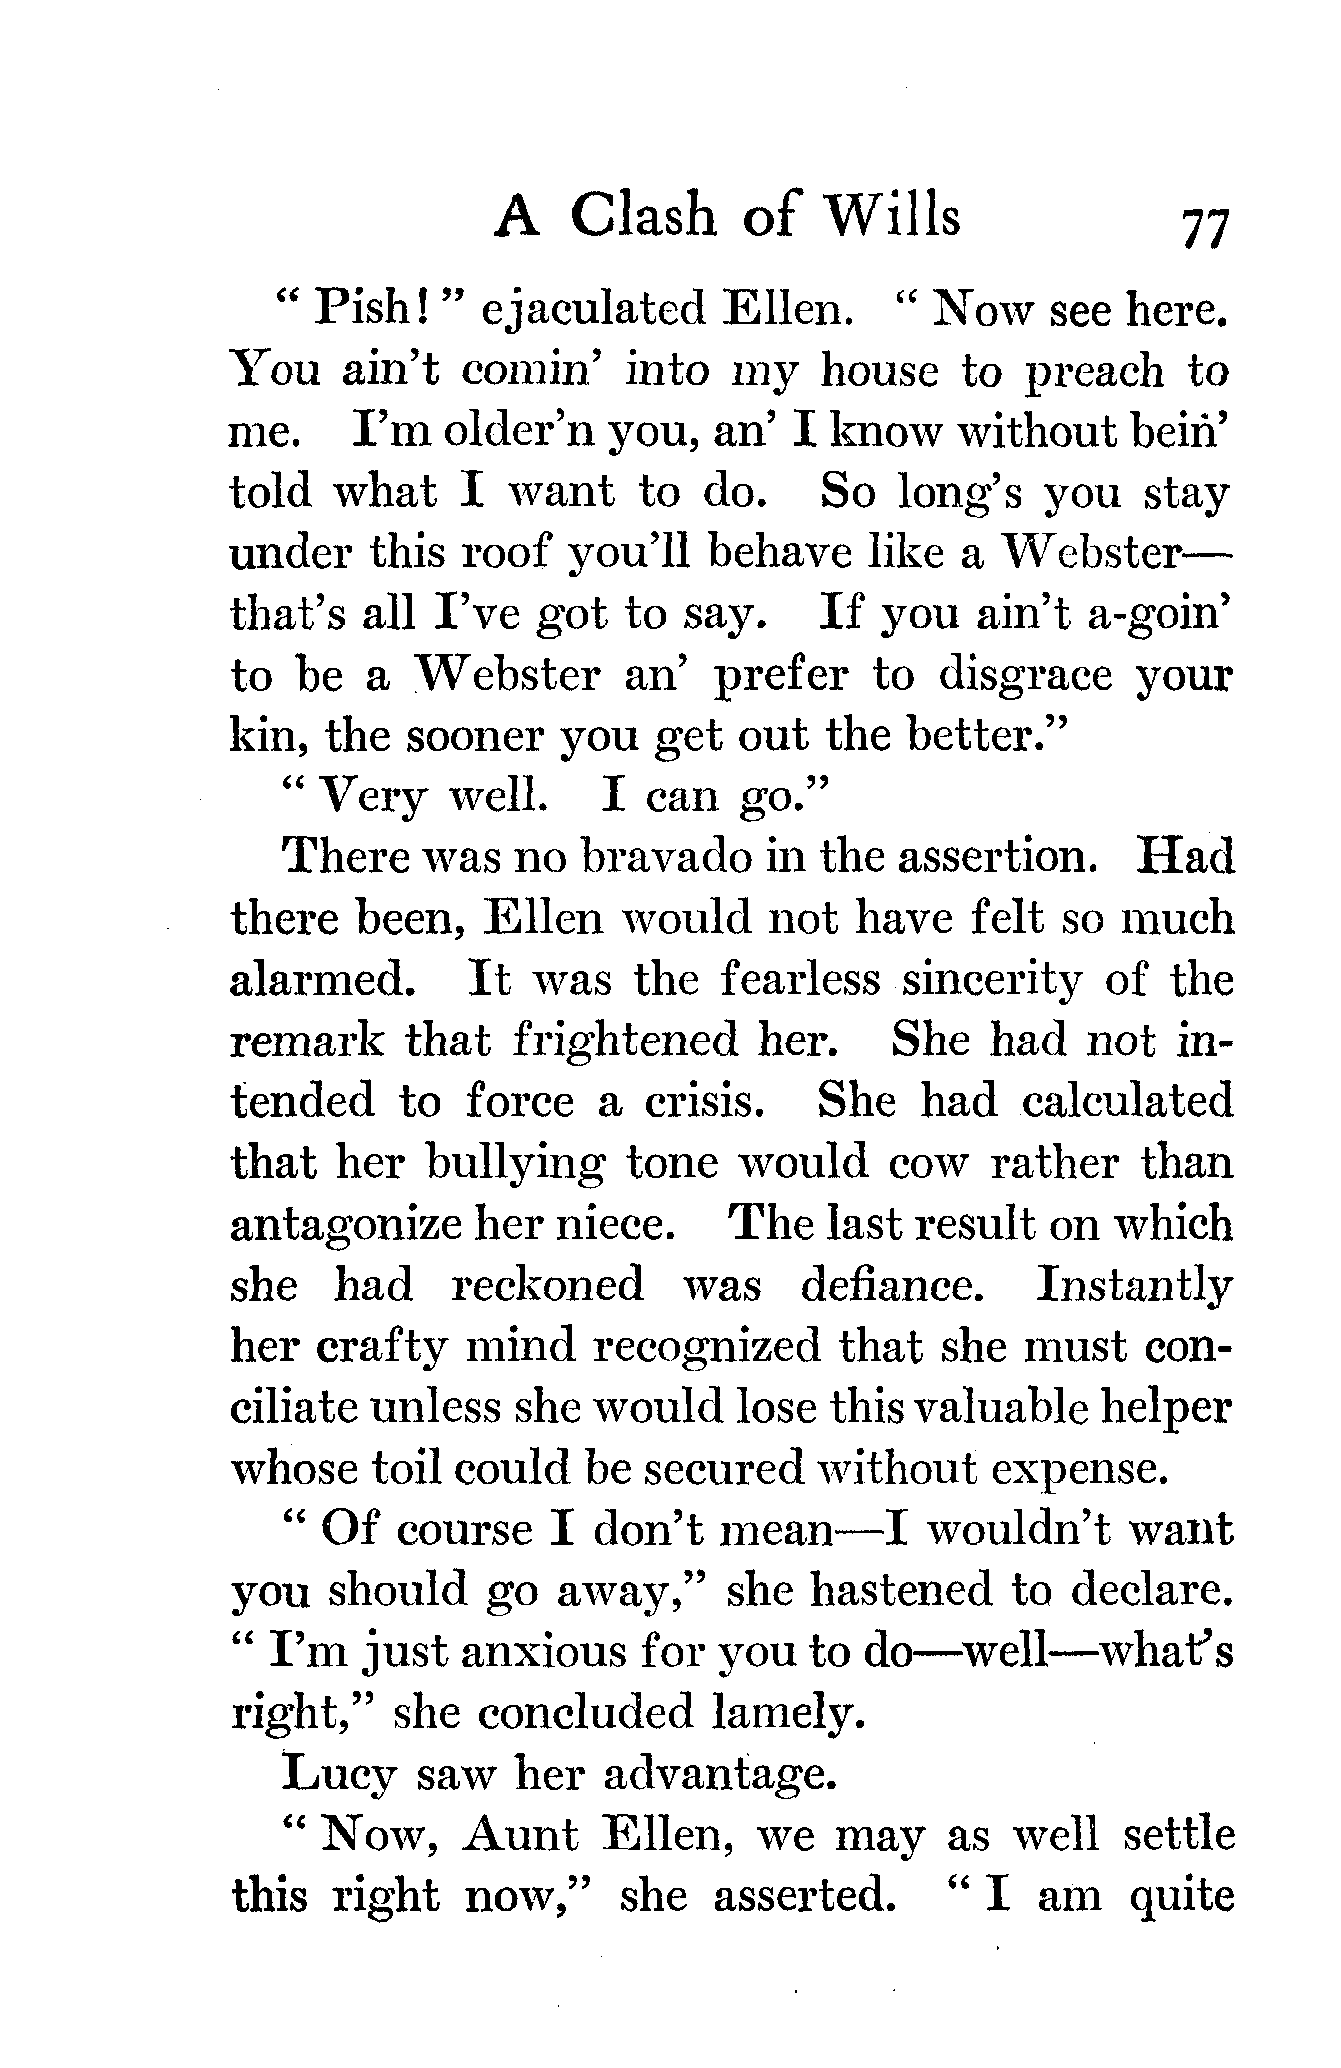 A Clash of Wills 77
“ Pish! ” ejaculated Ellen. “ Now see here.
You ain’t comin’ into my house to preach to
me. I’m older’n you, an’ I know without bein’
told what I want to do. So long’s you stay
under this roof you’ll behave like a Webster—
that’s all I’ve got to say. If you ain’t a-goin’
to be a Webster an’ prefer to disgrace your
kin, the sooner you get out the better.”
“ Very well. I can go.”
There was no bravado in the assertion. Had
there been, Ellen would not have felt so much
alarmed. It was the fearless sincerity of the
remark that frightened her. She had not in-
tended to force a crisis. She had calculated
that her bullying tone would cow rather than
antagonize her niece. The last result on which
she had reckoned was defiance. Instantly
her crafty mind recognized that she must con-
ciliate unless she would lose this valuable helper
whose toil could be secured without expense.
“ Of course I don’t mean—I wouldn’t want
you should go away,” she hastened to declare.
“ I’m just anxious for you to do—well—what’s
right,” she concluded lamely.
Lucy saw her advantage.
“ Now, Aunt Ellen, we may as well settle
this right now,” she asserted. “ I am quite